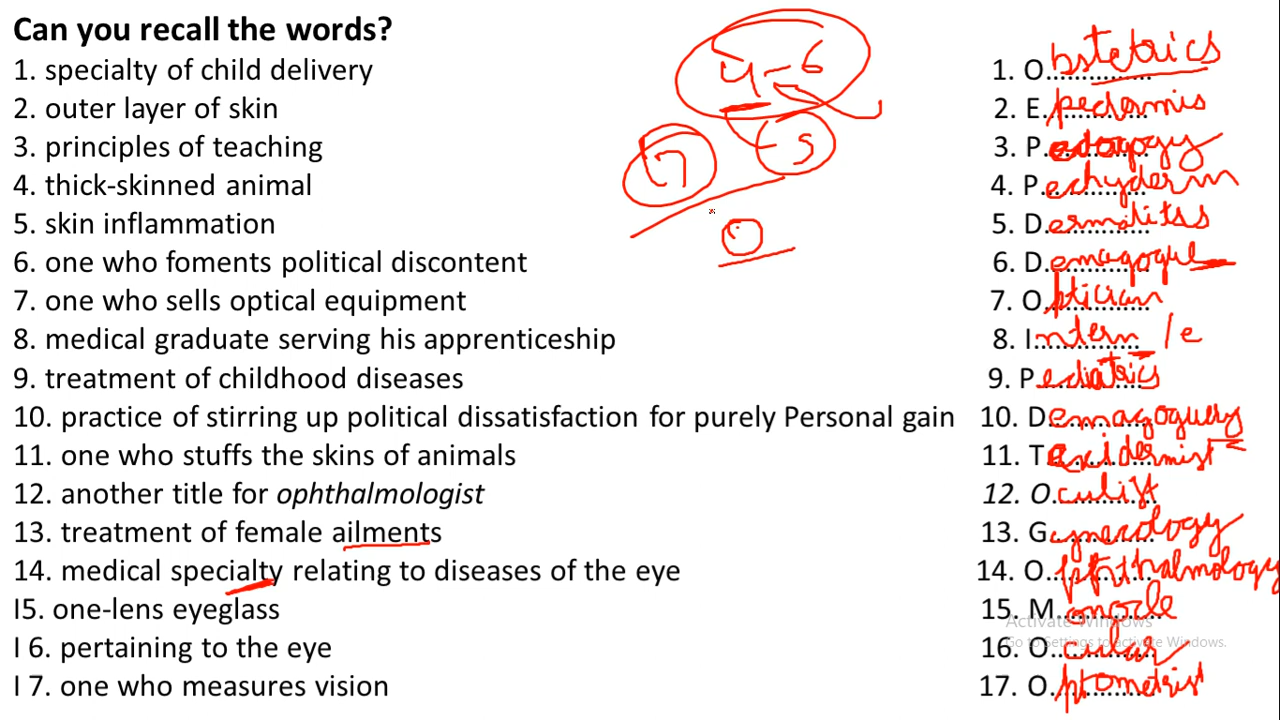 Can you recall the words?
1. specialty of child delivery 1. Obstetrics
2. outer layer of skin 2. Epedermis
3. principles of teaching 3. Pedagogy
4. thick-skinned animal 4. Pechyderm
5. skin inflammation 5. Dermatitss
6. one who foments political discontent 6. Demagogue
7. one who sells optical equipment 7. Optician
8. medical graduate serving his apprenticeship 8. Intern /e
9. treatment of childhood diseases 9. Pediatrics
10. practice of stirring up political dissatisfaction for purely Personal gain 10. Demagoguery
11. one who stuffs the skins of animals 11. Taxidermist
12. another title for ophthalmologist 12. Oculist
13. treatment of female ailments 13. Gynecology
14. medical specialty relating to diseases of the eye 14. Ophthalmology
I5. one-lens eyeglass 15. Monocle
I 6. pertaining to the eye 16. Ocular
I 7. one who measures vision 17. Optometrist
4-6
7 5
Activate Windows
Go to Settings to activate Windows.